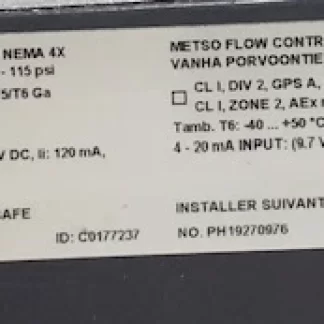 NEMA 4X
- 115 psi
5/T6 Ga
V DC, Ii: 120 mA,
AFE
ID: C0177237
METSO FLOW CONTR
VANHA PORVOONTIE
CL I, DIV 2, GPS A,
CL I, ZONE 2, AEx n
Tamb. T6: -40 ... +50 °C
4 - 20 mA INPUT: (9.7 V
INSTALLER SUIVANT
NO. PH19270976